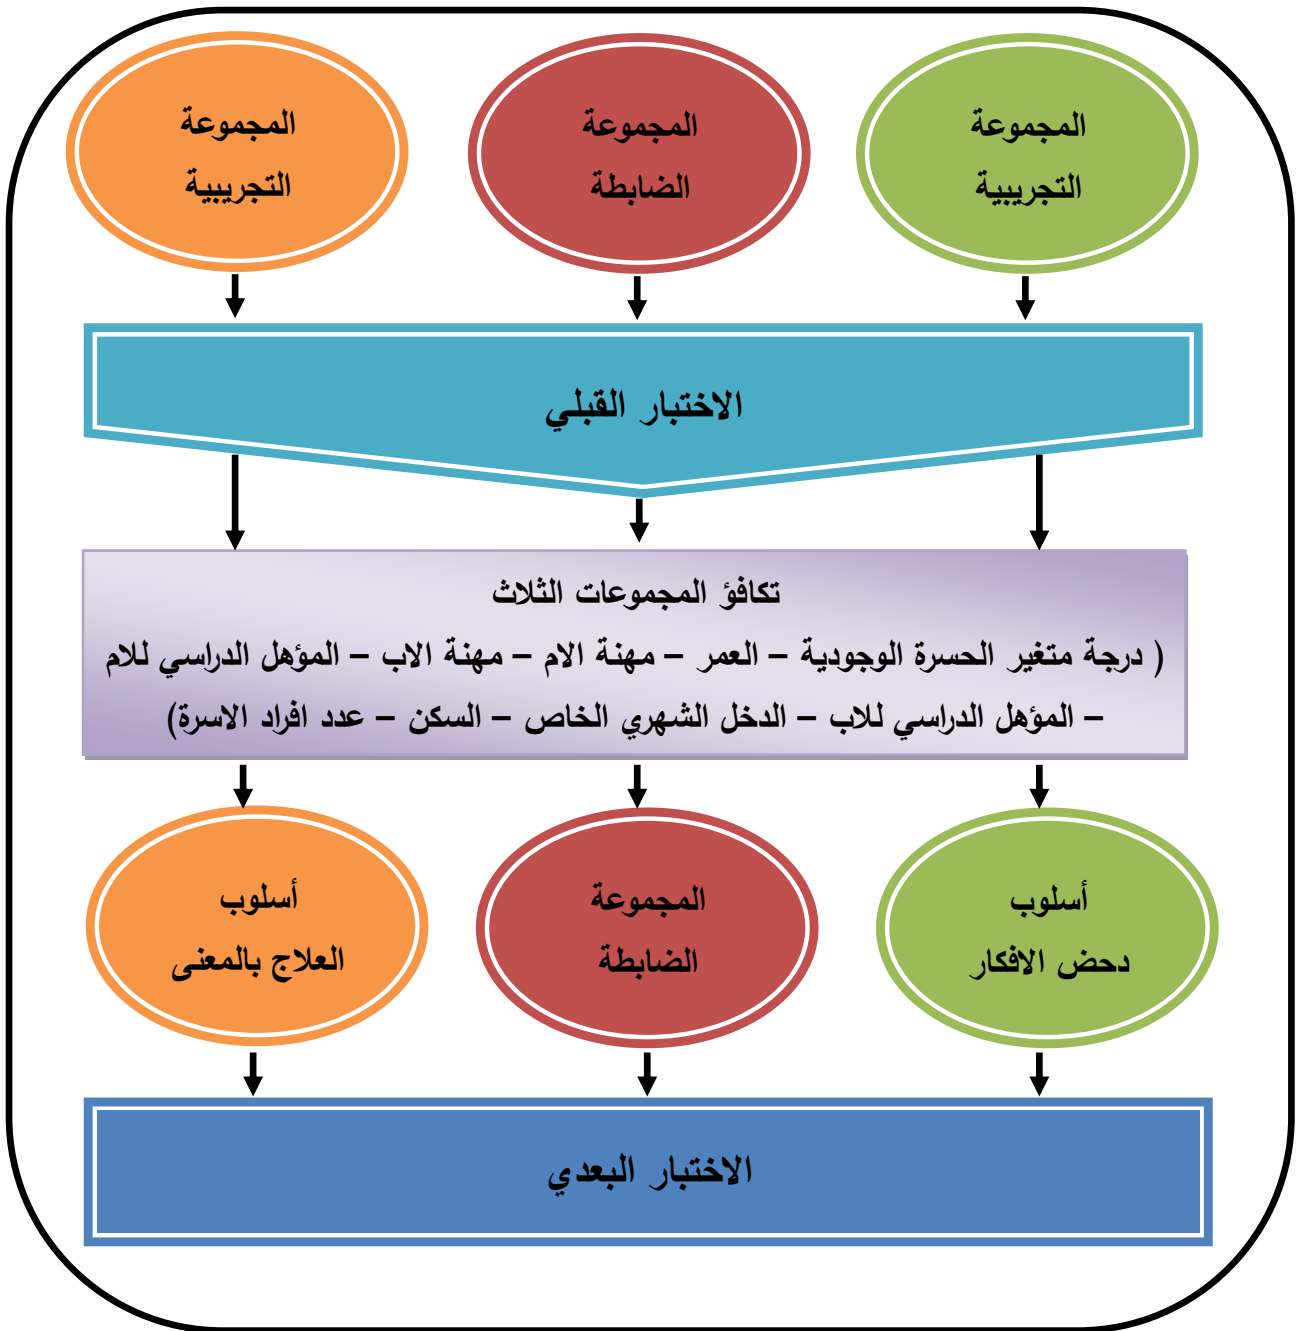 المجموعة
التجريبية
المجموعة
الضابطة
المجموعة
التجريبية
الاختبار القبلي
تكافؤ المجموعات الثلاث
( درجة متغير الحسرة الوجودية – العمر – مهنة الام – مهنة الاب – المؤهل الدراسي للام
– المؤهل الدراسي للاب – الدخل الشهري الخاص – السكن – عدد افراد الاسرة)
أسلوب
دحض الافكار
المجموعة
الضابطة
أسلوب
العلاج بالمعنى
الاختبار البعدي